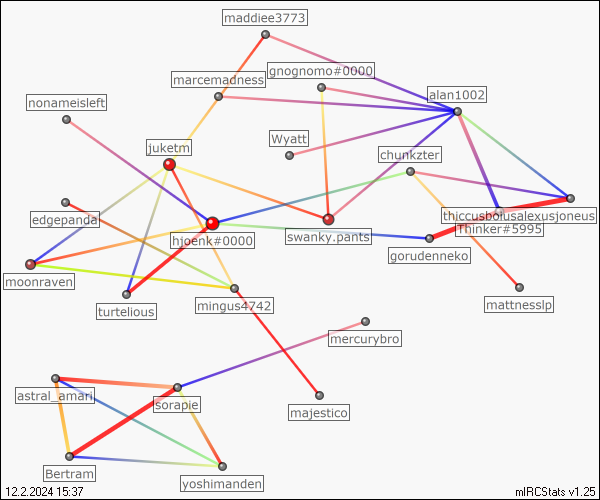 maddiee3773
gnognomo#0000
marcemadness
alan1002
nonameisleft
Wyatt
juketm
chunkzter
edgepanda
thiccusbotusalexusjoneus
Thinker#5995
hjoenk#0000
swanky.pants
gorudenneko
moonraven
mingus4742
mattnesslp
turtelious
mercurybro
astral_amari
sorapie
majestico
Bertram
yoshimanden
12.2.2024 15:37
mIRCStats v1.25